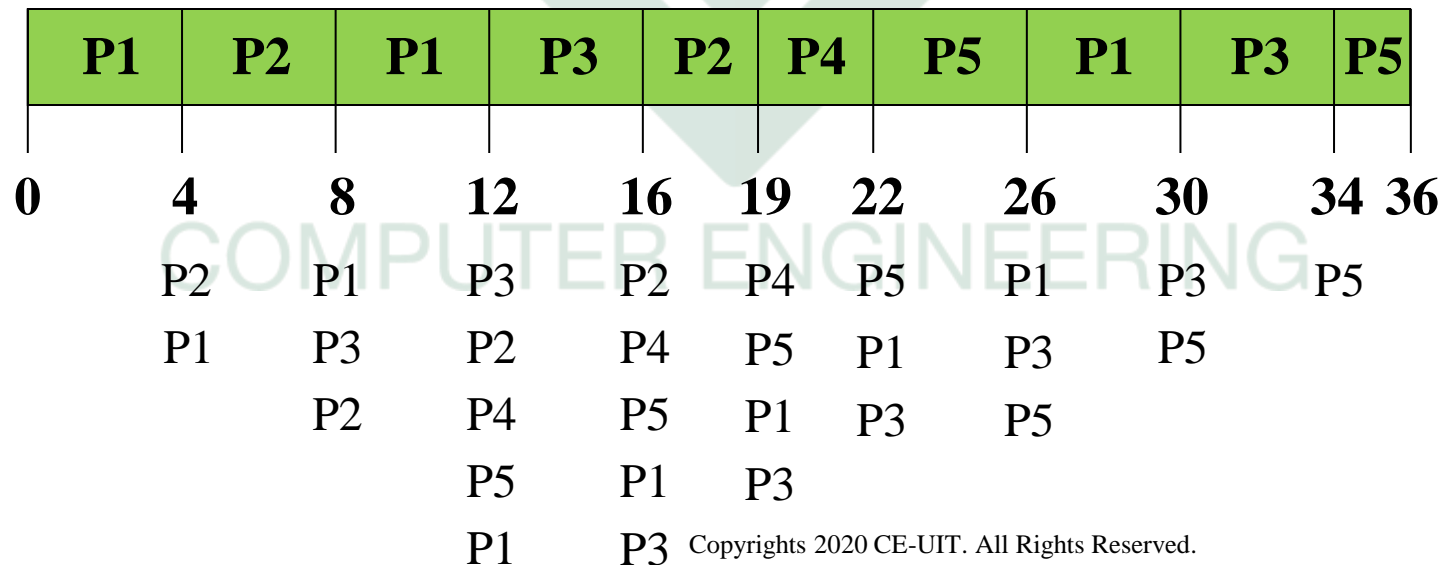 P1 P2 P1 P3 P2 P4 P5 P1 P3 P5
0 4 8 12 16 19 22 26 30 34 36
COMPUTER ENGINEERING
P2 P1 P3 P2 P4 P5 P1 P3 P5
P1 P3 P2 P4 P5 P1 P3 P5
P2 P4 P5 P1 P3 P5
P5 P1 P3
P1 P3 Copyrights 2020 CE-UIT. All Rights Reserved.